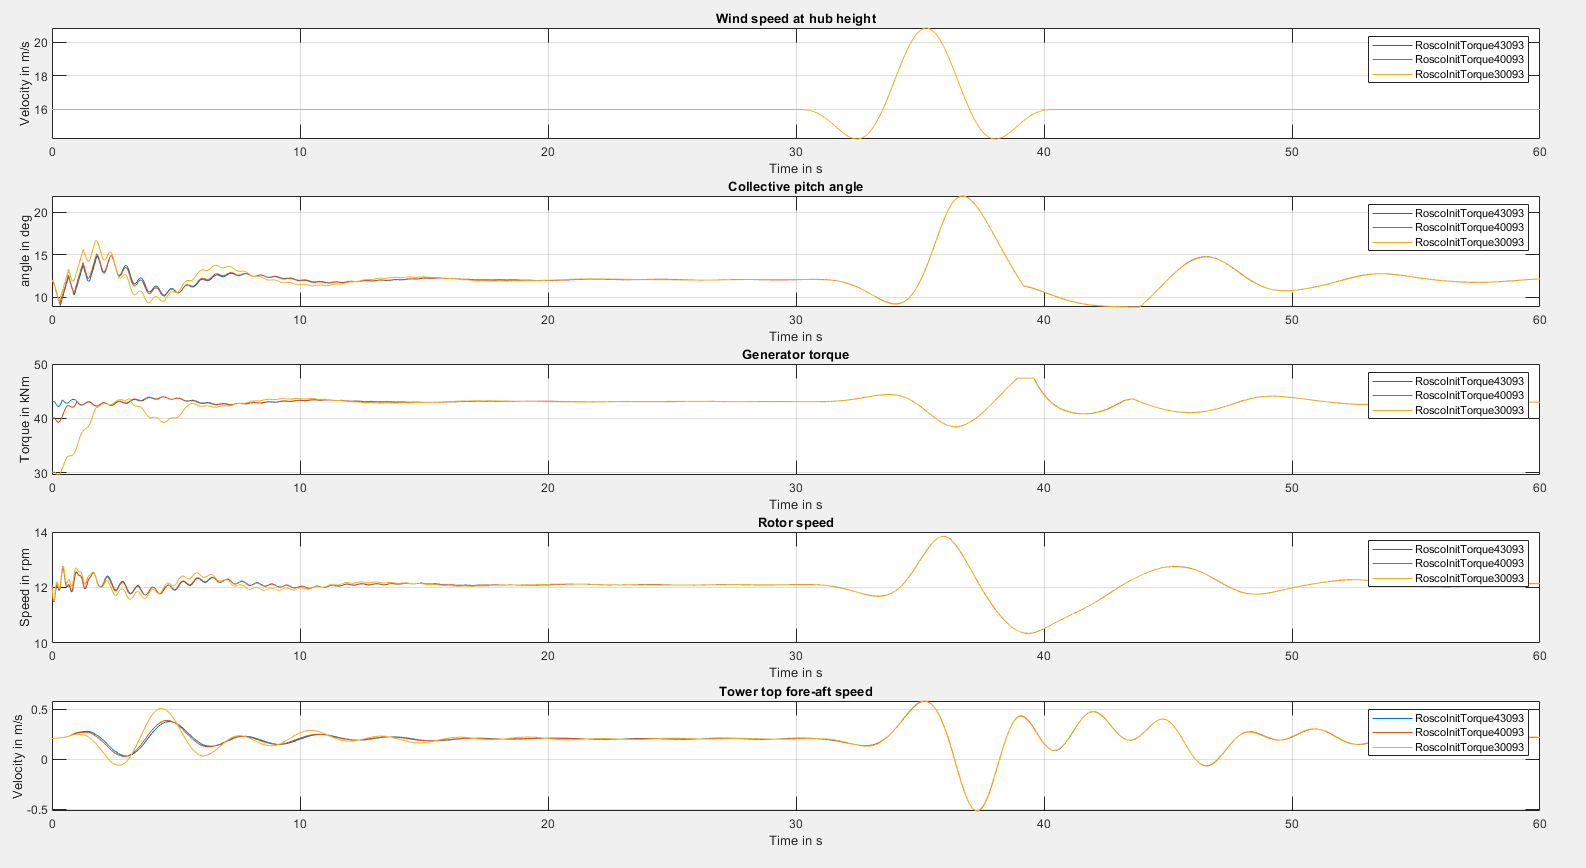 Wind speed at hub height
Velocity in m/s
20
18
16
RoscoInitTorque43093
RoscoInitTorque40093
RoscoInitTorque30093
0 10 20 30 40 50 60
Time in s
Collective pitch angle
angle in deg
20
15
10
RoscoInitTorque43093
RoscoInitTorque40093
RoscoInitTorque30093
0 10 20 30 40 50 60
Time in s
Generator torque
Torque in kNm
50
40
30
RoscoInitTorque43093
RoscoInitTorque40093
RoscoInitTorque30093
0 10 20 30 40 50 60
Time in s
Rotor speed
Speed in rpm
14
12
10
RoscoInitTorque43093
RoscoInitTorque40093
RoscoInitTorque30093
0 10 20 30 40 50 60
Time in s
Tower top fore-aft speed
Velocity in m/s
0.5
0
-0.5
RoscoInitTorque43093
RoscoInitTorque40093
RoscoInitTorque30093
0 10 20 30 40 50 60
Time in s